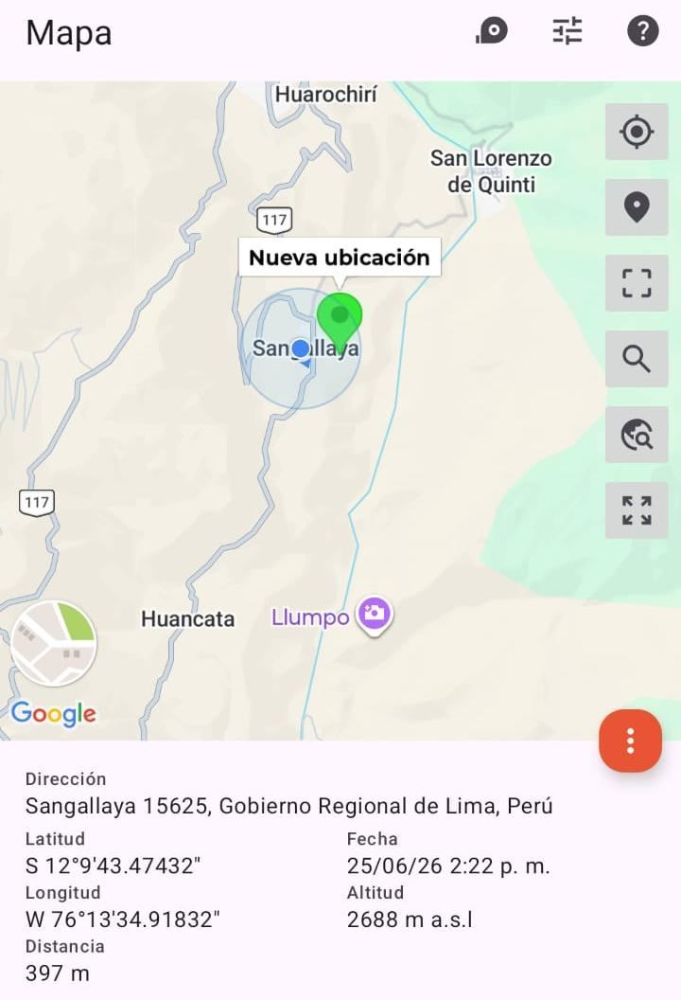 Mapa
Huarochirí
San Lorenzo
de Quinti
117
Nueva ubicación
Sangallaya
117
Huancata
Llumpo
Google
Dirección
Sangallaya 15625, Gobierno Regional de Lima, Perú
Latitud
S 12°9'43.47432"
Fecha
25/06/26 2:22 p. m.
Longitud
W 76°13'34.91832"
Altitud
2688 m a.s.l
Distancia
397 m